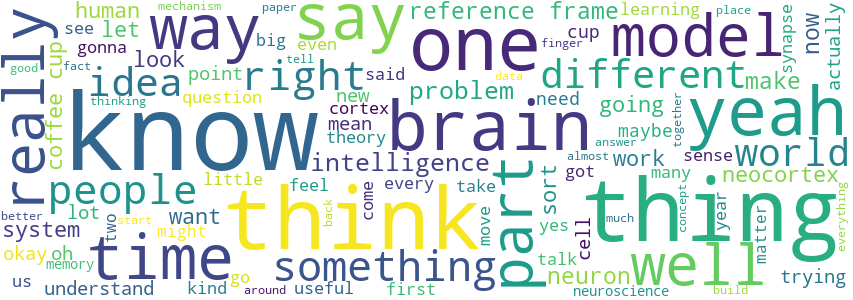 human
mechanism
say
reference frame
learning
paper
place
see
let
gonna
big
even
cup
finger
synapse
now
actually
way
one
model
look
said
good
fact
tell
really
coffee cup
idea
point
right
problem
different
make
thinking
question
new
cortex
need
going
data
know
brain
mean
theory
maybe
together
yeah
answer
intelligence
work
sense
world
almost
got
people
little
feel
every
take
part
sort
many
neocortex
better
lot
want
think
back
come
move
yes
cell
thing
concept
year
matter
everything
system
two
start
might
much
okay
oh
time
something
talk
well
trying
memory
go
neuron
us
understand
kind
around
useful
first
neuroscience
build